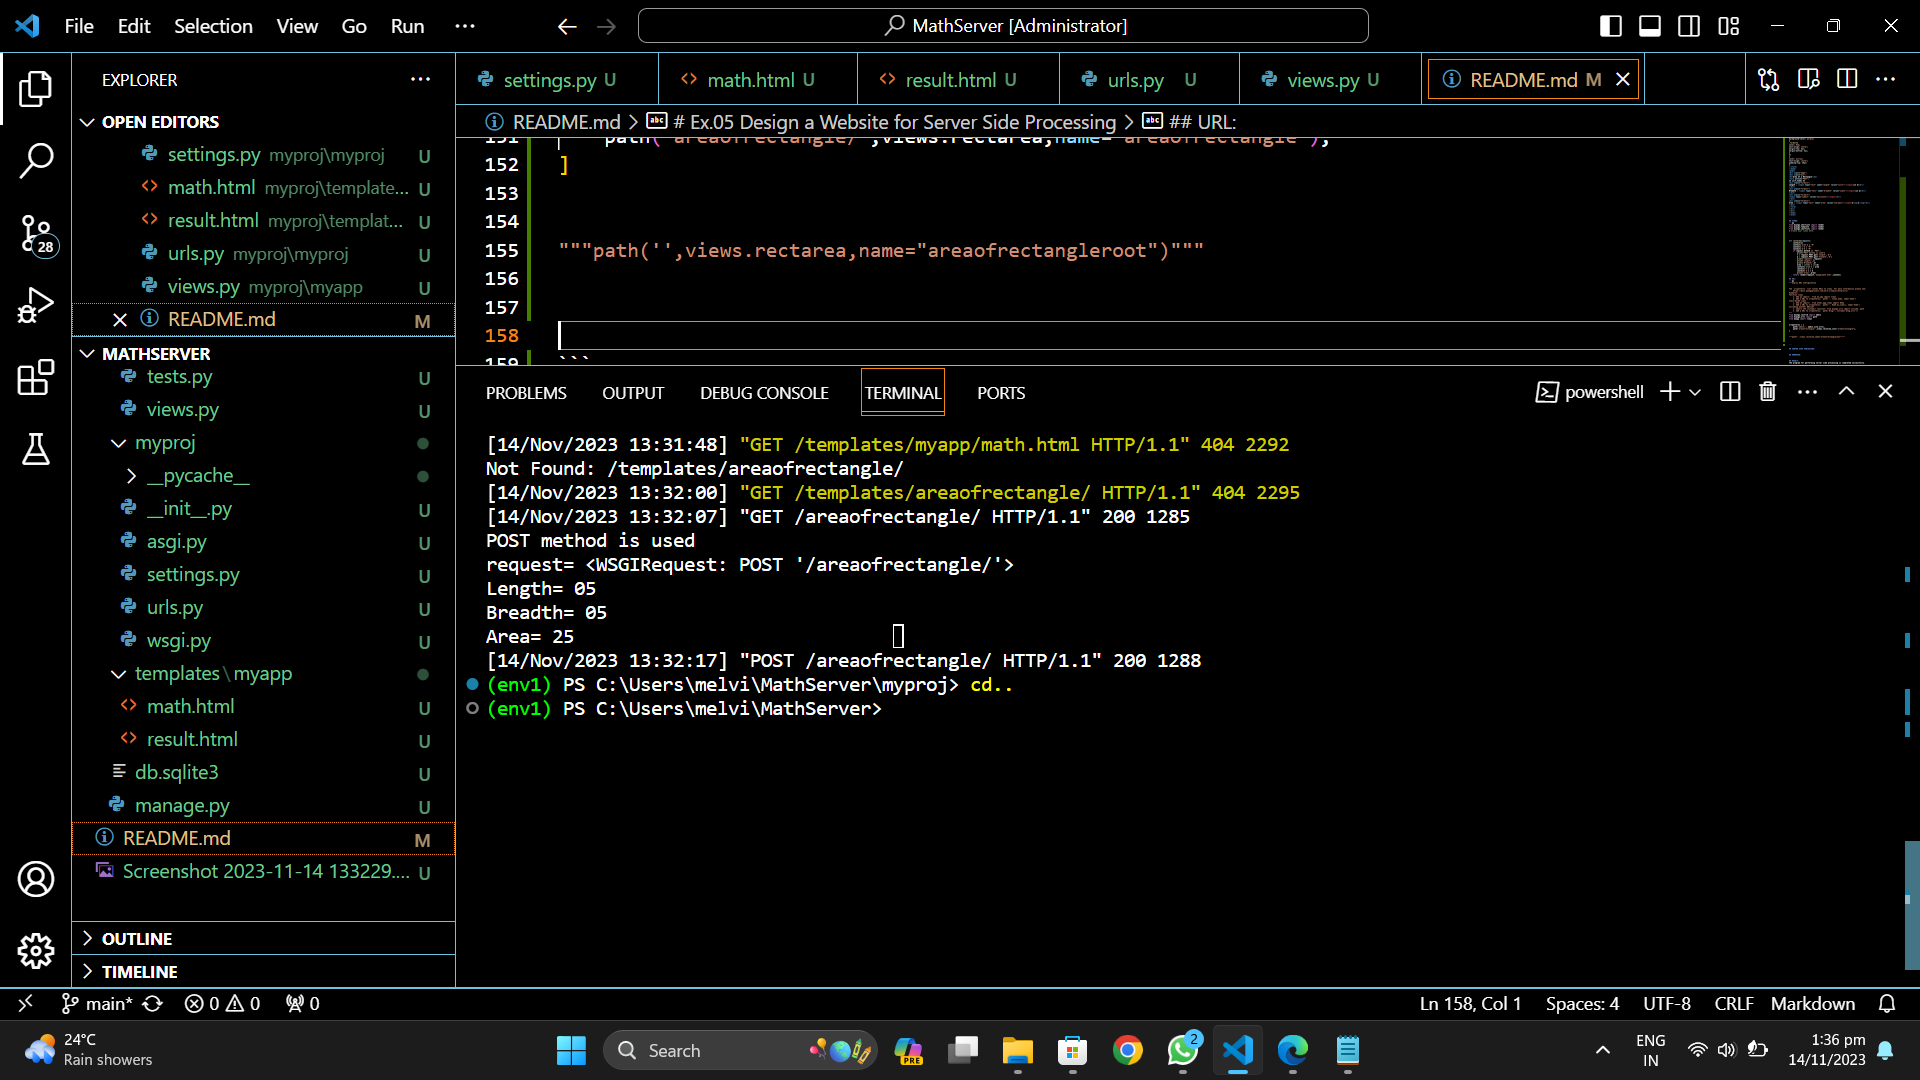 File Edit Selection View Go Run ···
MathServer [Administrator]
EXPLORER
OPEN EDITORS
settings.py myproj\myproj U
math.html myproj\template... U
result.html myproj\templat... U
urls.py myproj\myproj U
views.py myproj\myapp U
README.md M
MATHSERVER
tests.py U
views.py U
myproj
__pycache__
__init__.py U
asgi.py U
settings.py U
urls.py U
wsgi.py U
templates\myapp
math.html U
result.html U
db.sqlite3 U
manage.py U
README.md M
Screenshot 2023-11-14 133229.... U
OUTLINE
TIMELINE
28
settings.py U math.html U result.html U urls.py U views.py U README.md M
README.md > # Ex.05 Design a Website for Server Side Processing > ## URL:
151 path('areaofrectangle/',views.rectarea,name="areaofrectangle"),
152 ]
153
154
155 """path('',views.rectarea,name="areaofrectangleroot")"""
156
157
158
159 ```
PROBLEMS OUTPUT DEBUG CONSOLE TERMINAL PORTS
powershell
[14/Nov/2023 13:31:48] "GET /templates/myapp/math.html HTTP/1.1" 404 2292
Not Found: /templates/areaofrectangle/
[14/Nov/2023 13:32:00] "GET /templates/areaofrectangle/ HTTP/1.1" 404 2295
[14/Nov/2023 13:32:07] "GET /areaofrectangle/ HTTP/1.1" 200 1285
POST method is used
request= <WSGIRequest: POST '/areaofrectangle/'>
Length= 05
Breadth= 05
Area= 25
[14/Nov/2023 13:32:17] "POST /areaofrectangle/ HTTP/1.1" 200 1288
(env1) PS C:\Users\melvi\MathServer\myproj> cd..
(env1) PS C:\Users\melvi\MathServer>
main* 0 0 0
Ln 158, Col 1 Spaces: 4 UTF-8 CRLF Markdown
24°C
Rain showers
Search
PRE
2
ENG
IN
1:36 pm
14/11/2023